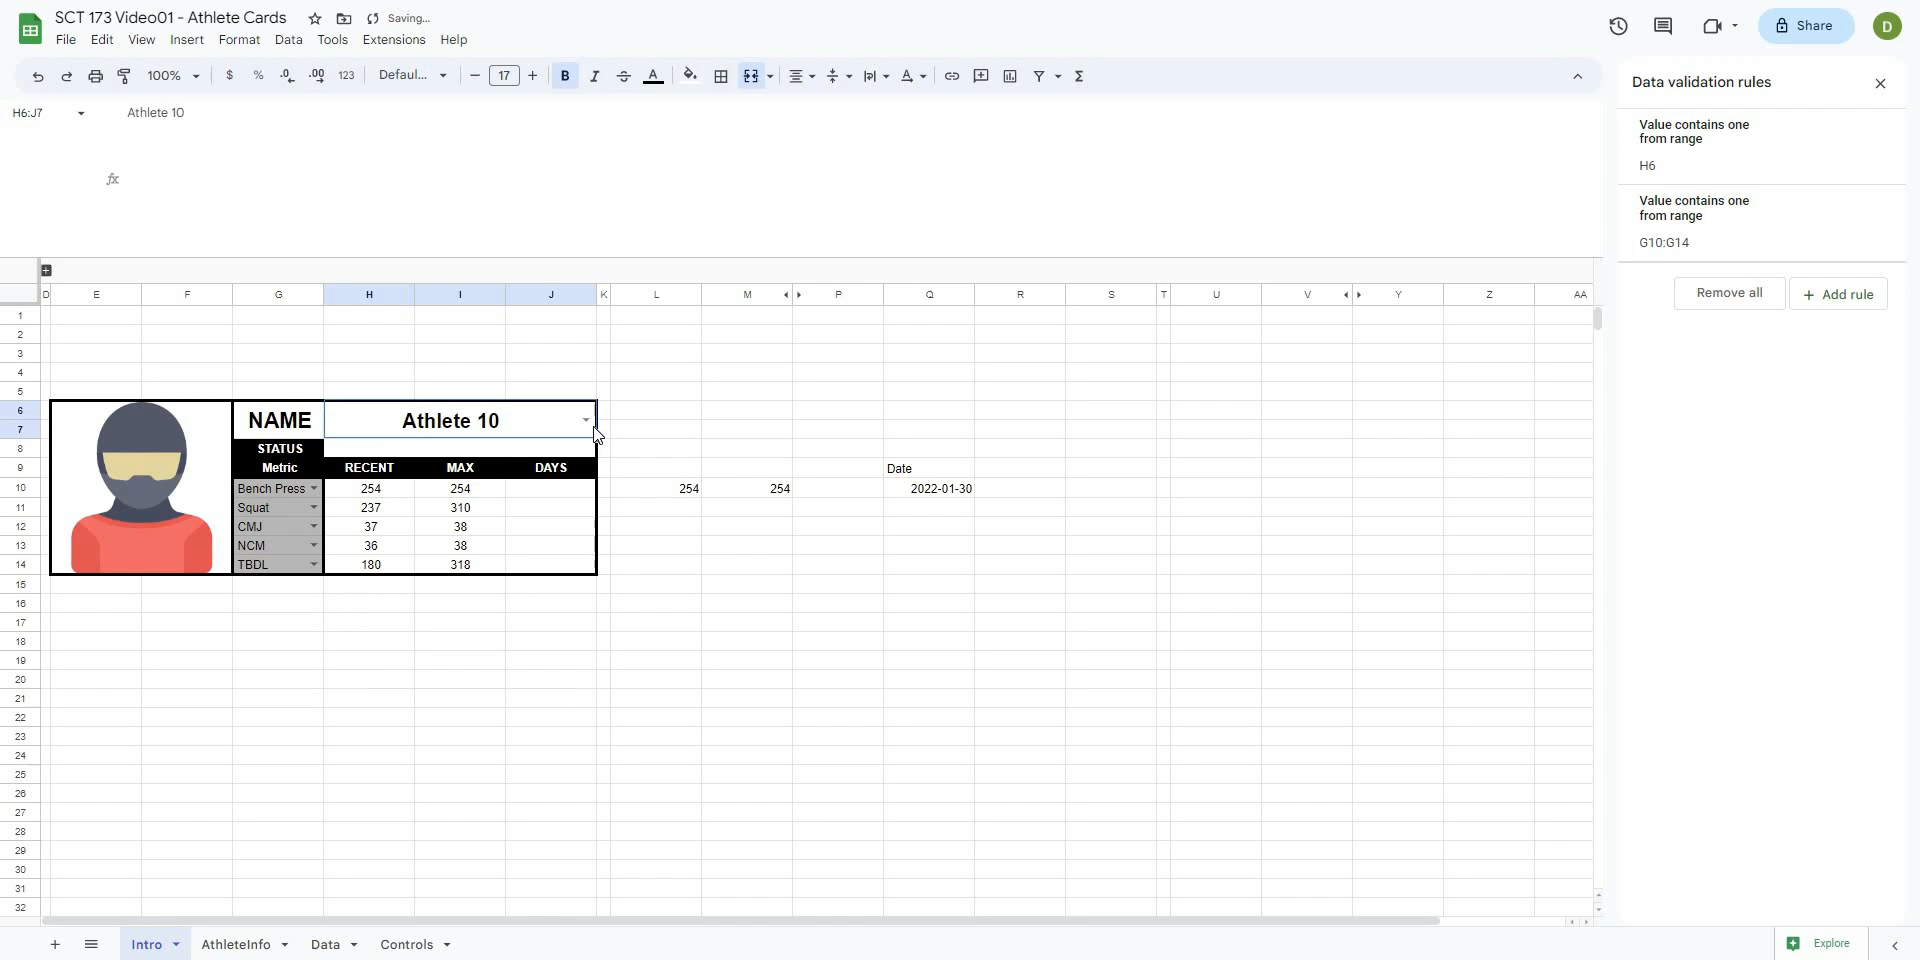 SCT 173 Video01 - Athlete Cards
Saving...
File Edit View Insert Format Data Tools Extensions Help
Share
D
100% $ % .0 .00 123 Defaul... 17 B I S A
H6:J7 Athlete 10
fx
Data validation rules
Value contains one
from range
H6
Value contains one
from range
G10:G14
Remove all
Add rule
D E F G H I J K L M P Q R S T U V Y Z AA
1
2
3
4
5
6
7
8
9
10
11
12
13
14
15
16
17
18
19
20
21
22
23
24
25
26
27
28
29
30
31
32
NAME Athlete 10
STATUS
Metric RECENT MAX DAYS Date
Bench Press 254 254 254 254 2022-01-30
Squat 237 310
CMJ 37 38
NCM 36 38
TBDL 180 318
Intro AthleteInfo Data Controls
Explore